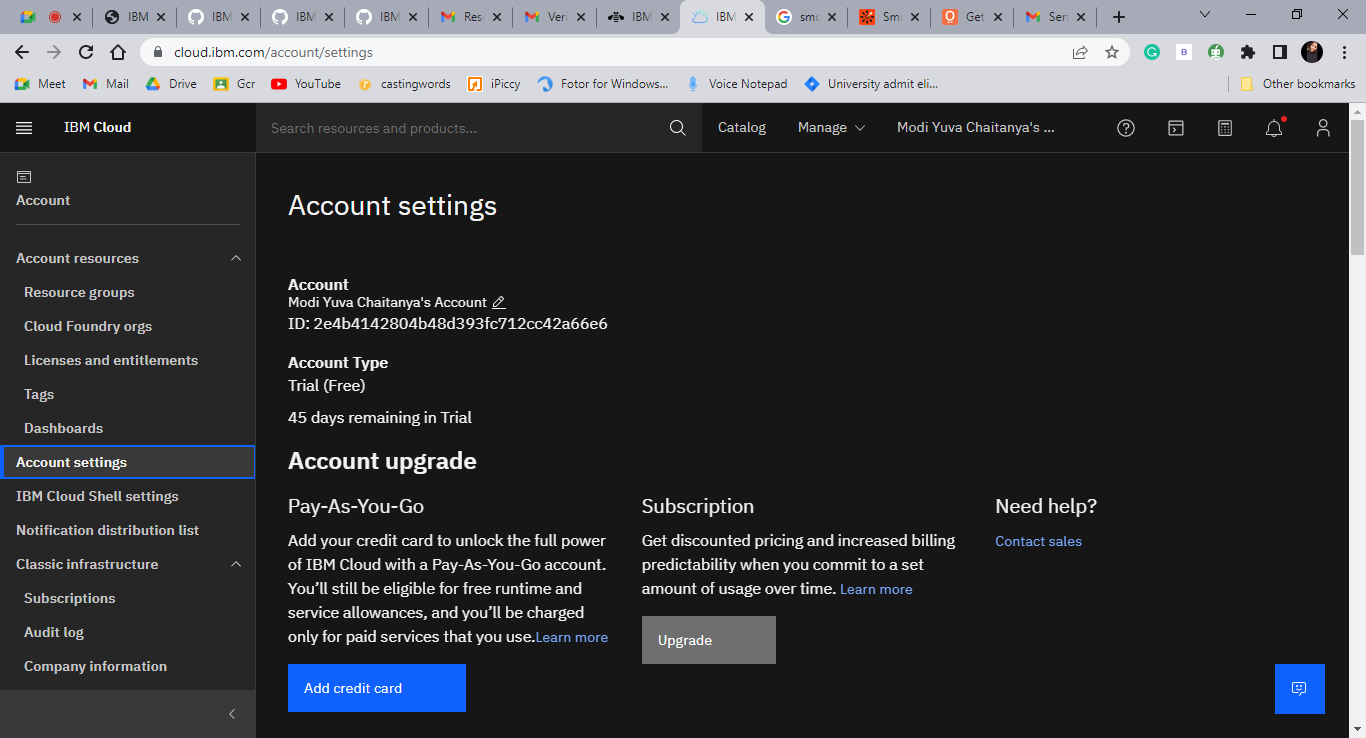 IBM
IBM
IBM
IBM
Res
Veri
IBM
IBM
smo
Smo
Get
Sen
cloud.ibm.com/account/settings
Meet
Mail
Drive
Gcr
YouTube
castingwords
iPiccy
Fotor for Windows...
Voice Notepad
University admit eli...
Other bookmarks
IBM Cloud
Search resources and products...
Catalog
Manage
Modi Yuva Chaitanya's ...
Account
Account resources
Resource groups
Cloud Foundry orgs
Licenses and entitlements
Tags
Dashboards
Account settings
IBM Cloud Shell settings
Notification distribution list
Classic infrastructure
Subscriptions
Audit log
Company information
Account settings
Account
Modi Yuva Chaitanya's Account
ID: 2e4b4142804b48d393fc712cc42a66e6
Account Type
Trial (Free)
45 days remaining in Trial
Account upgrade
Pay-As-You-Go
Add your credit card to unlock the full power
of IBM Cloud with a Pay-As-You-Go account.
You’ll still be eligible for free runtime and
service allowances, and you’ll be charged
only for paid services that you use.Learn more
Add credit card
Subscription
Get discounted pricing and increased billing
predictability when you commit to a set
amount of usage over time. Learn more
Upgrade
Need help?
Contact sales